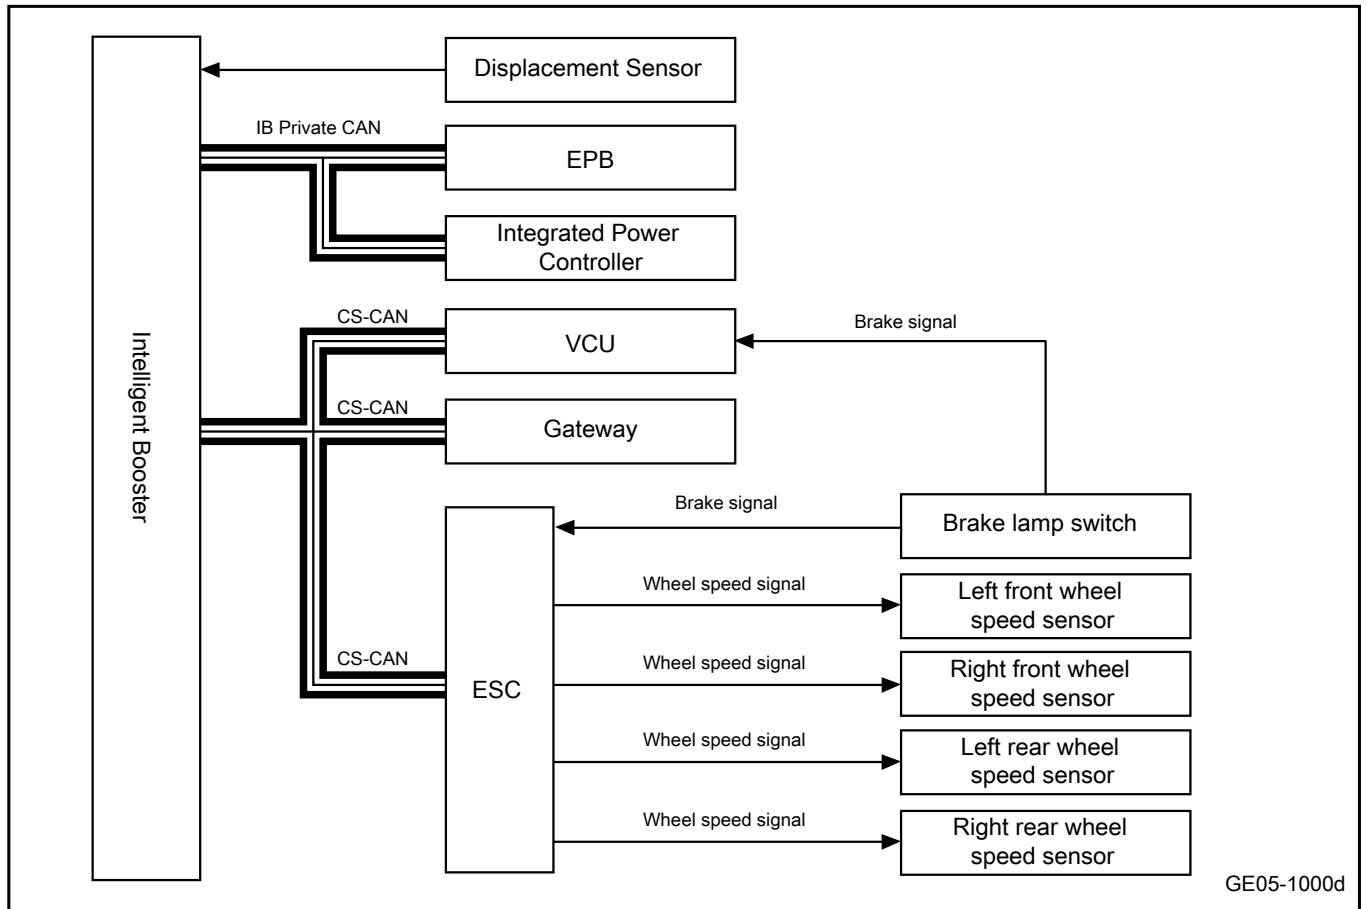 Displacement Sensor
IB Private CAN
EPB
Integrated Power
Controller
Intelligent Booster
CS-CAN
VCU
Brake signal
CS-CAN
Gateway
Brake signal
Brake lamp switch
Wheel speed signal
Left front wheel
speed sensor
CS-CAN
ESC
Wheel speed signal
Right front wheel
speed sensor
Wheel speed signal
Left rear wheel
speed sensor
Wheel speed signal
Right rear wheel
speed sensor
GE05-1000d